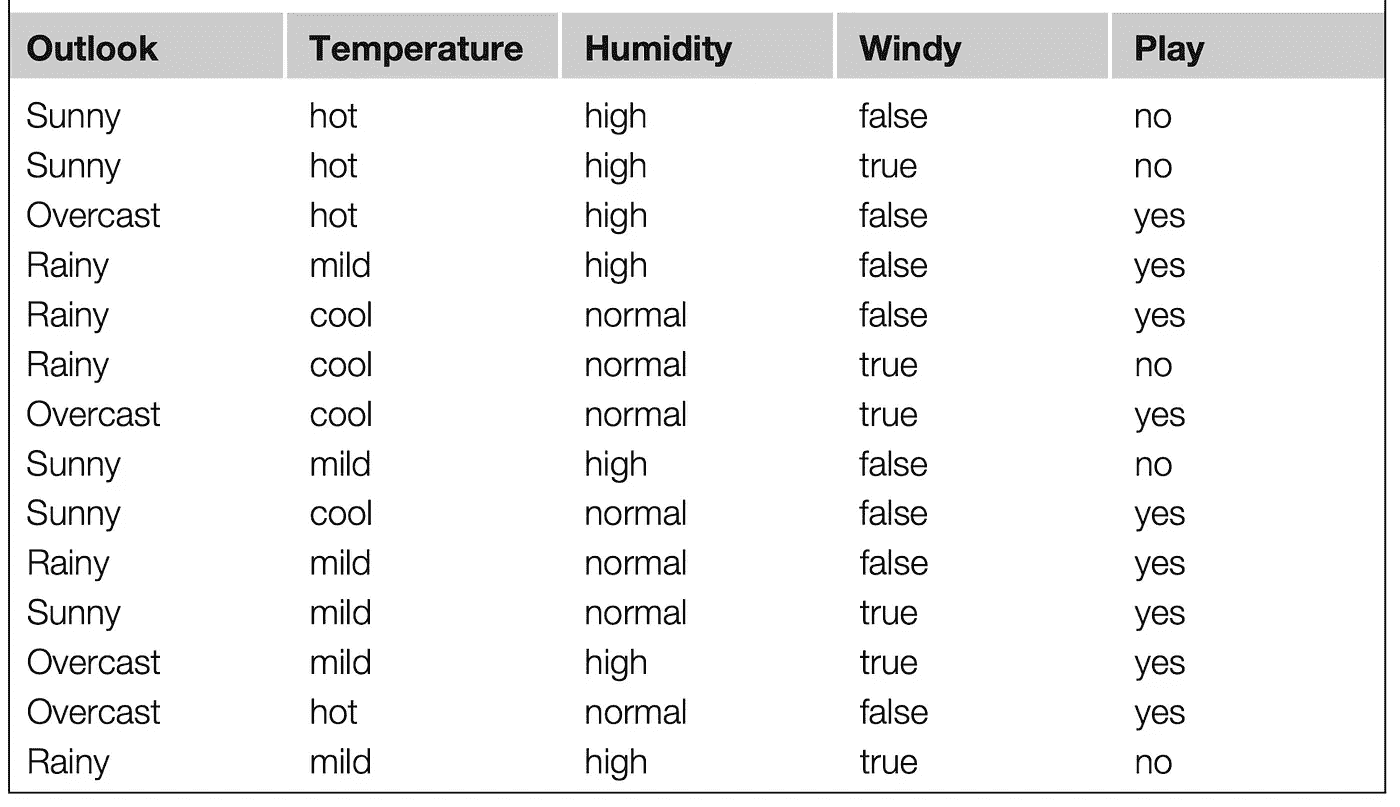 Outlook Temperature Humidity Windy Play
Sunny hot high false no
Sunny hot high true no
Overcast hot high false yes
Rainy mild high false yes
Rainy cool normal false yes
Rainy cool normal true no
Overcast cool normal true yes
Sunny mild high false no
Sunny cool normal false yes
Rainy mild normal false yes
Sunny mild normal true yes
Overcast mild high true yes
Overcast hot normal false yes
Rainy mild high true no